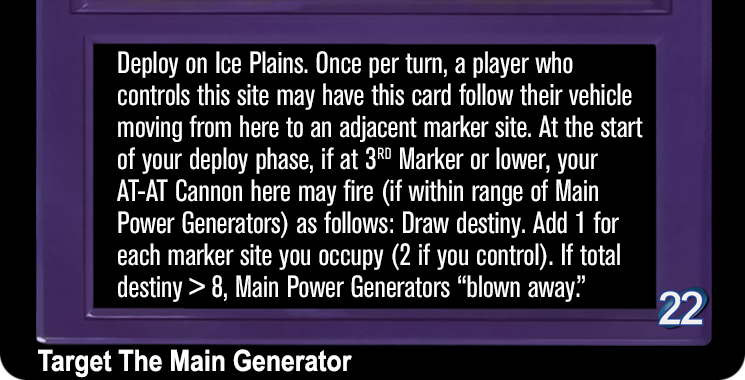 Deploy on Ice Plains. Once per turn, a player who
controls this site may have this card follow their vehicle
moving from here to an adjacent marker site. At the start
of your deploy phase, if at 3RD Marker or lower, your
AT-AT Cannon here may fire (if within range of Main
Power Generators) as follows: Draw destiny. Add 1 for
each marker site you occupy (2 if you control). If total
destiny > 8, Main Power Generators “blown away.”
22
Target The Main Generator